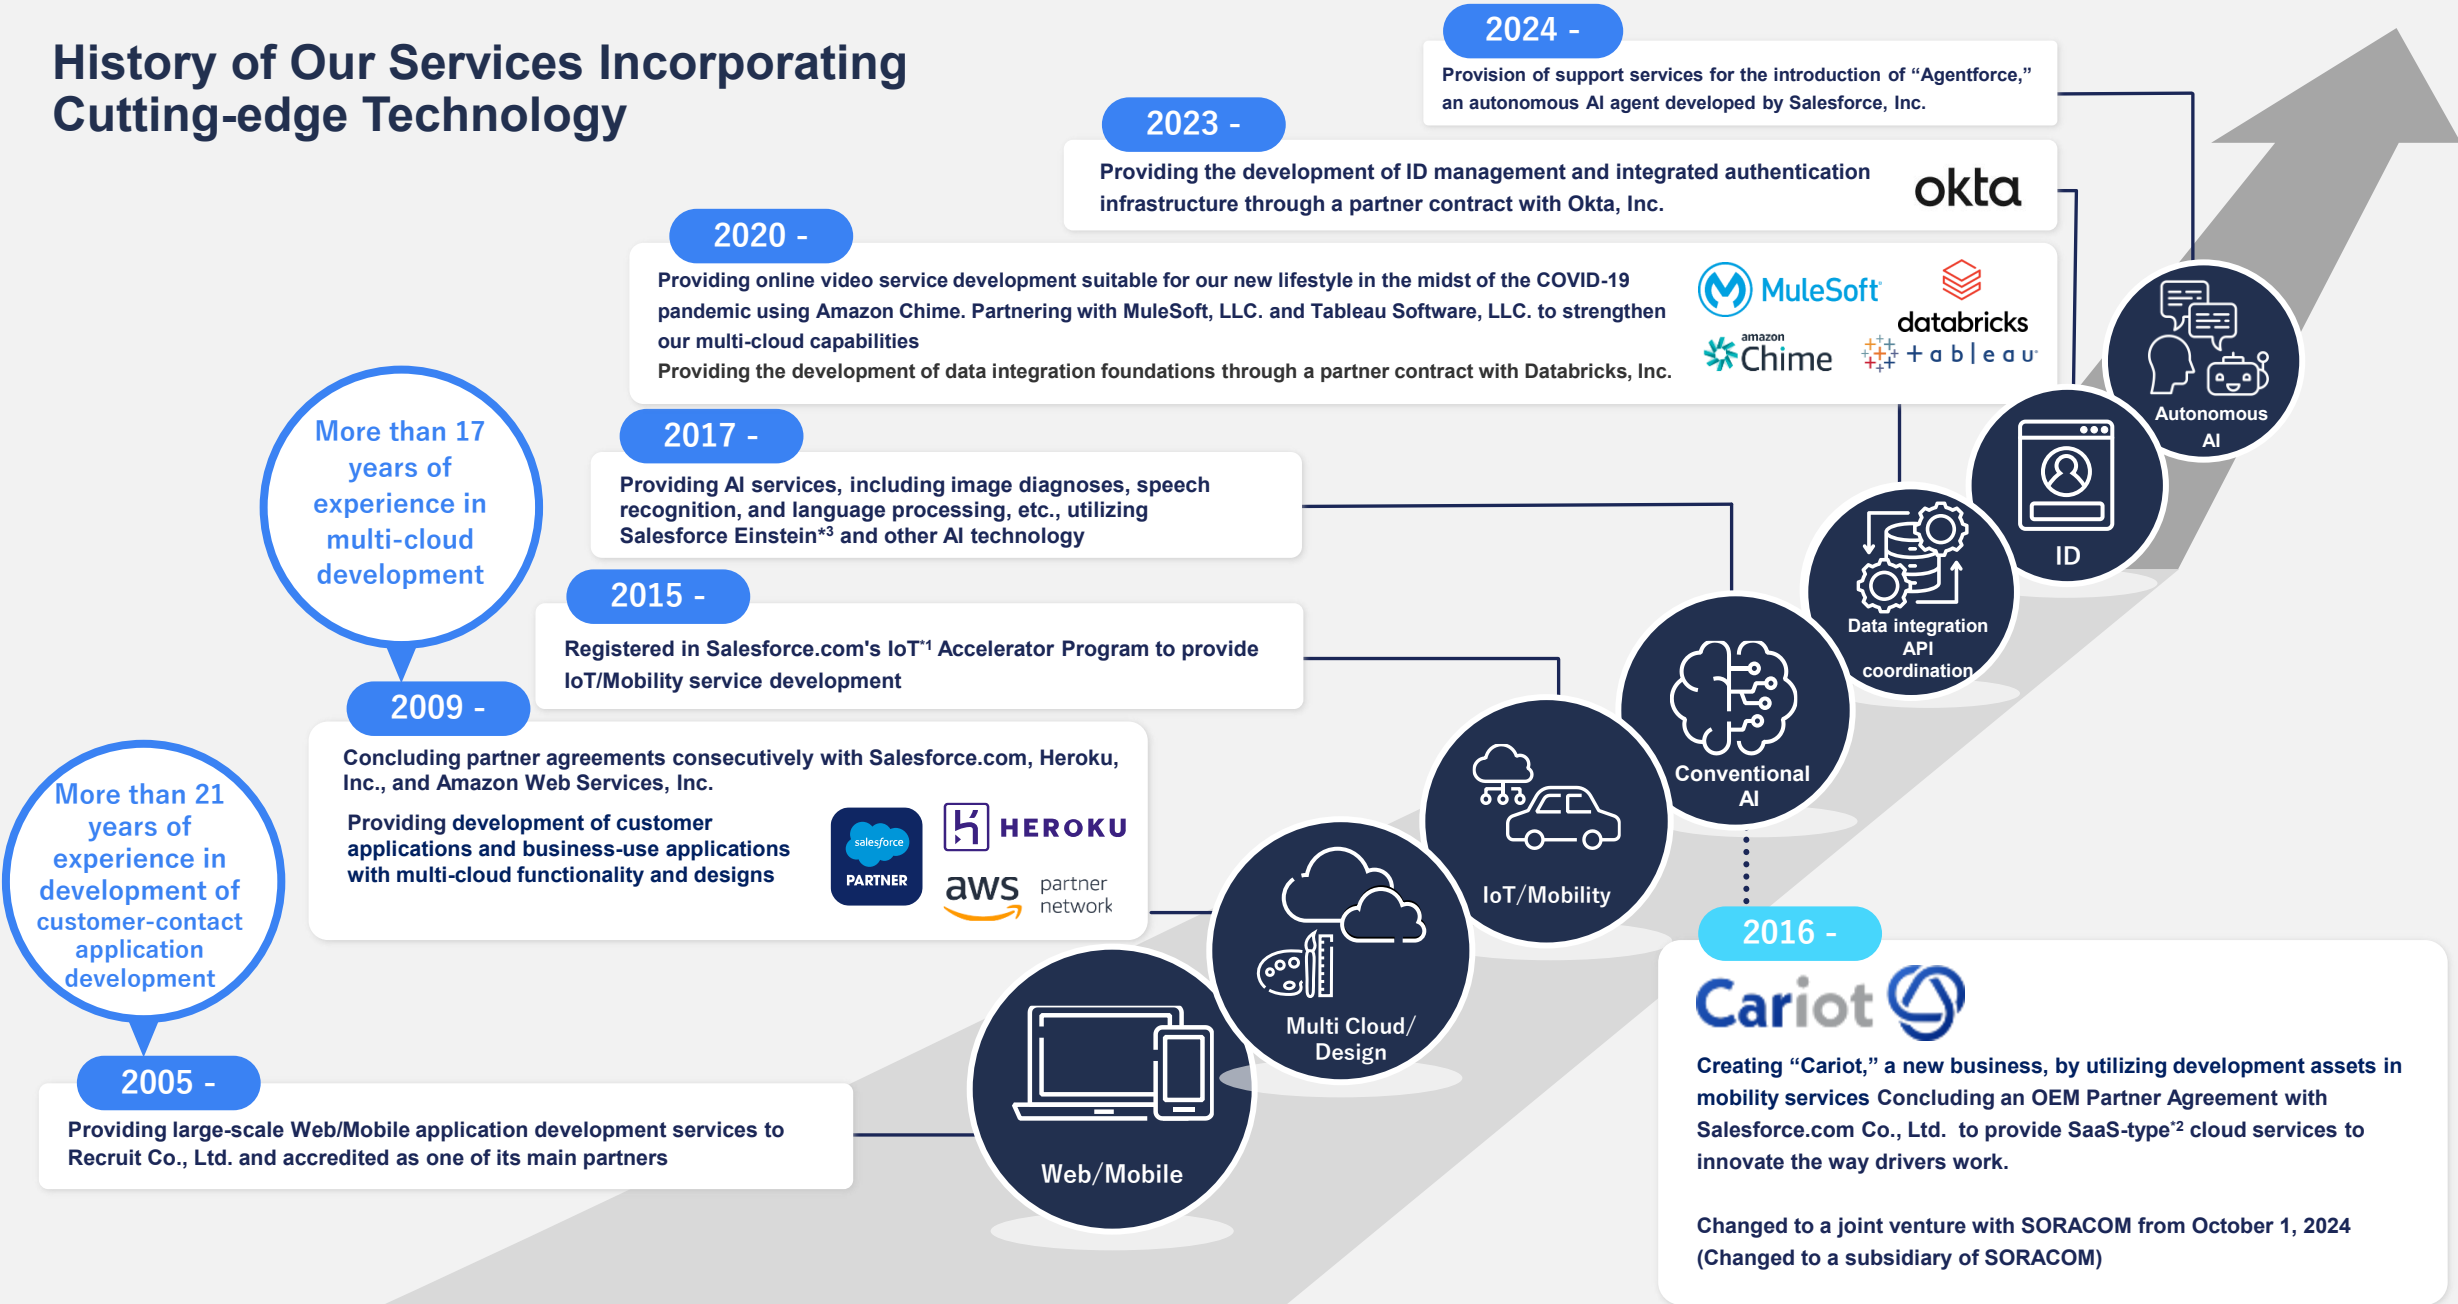 History of Our Services Incorporating
Cutting-edge Technology
2024 -
Provision of support services for the introduction of “Agentforce,”
an autonomous AI agent developed by Salesforce, Inc.
2023 -
Providing the development of ID management and integrated authentication
infrastructure through a partner contract with Okta, Inc.
okta
2020 -
Providing online video service development suitable for our new lifestyle in the midst of the COVID-19
pandemic using Amazon Chime. Partnering with MuleSoft, LLC. and Tableau Software, LLC. to strengthen
our multi-cloud capabilities
Providing the development of data integration foundations through a partner contract with Databricks, Inc.
MuleSoft
databricks
amazon
Chime
+ableau
2017 -
Providing AI services, including image diagnoses, speech
recognition, and language processing, etc., utilizing
Salesforce Einstein*3 and other AI technology
2015 -
Registered in Salesforce.com's IoT*1 Accelerator Program to provide
IoT/Mobility service development
More than 17
years of
experience in
multi-cloud
development
2009 -
Concluding partner agreements consecutively with Salesforce.com, Heroku,
Inc., and Amazon Web Services, Inc.
Providing development of customer
applications and business-use applications
with multi-cloud functionality and designs
salesforce
PARTNER
HEROKU
aws
partner
network
More than 21
years of
experience in
development of
customer-contact
application
development
2005 -
Providing large-scale Web/Mobile application development services to
Recruit Co., Ltd. and accredited as one of its main partners
Web/Mobile
Multi Cloud/
Design
IoT/Mobility
Conventional
AI
Data integration
API
coordination
ID
Autonomous
AI
2016 -
Cariot
Creating “Cariot,” a new business, by utilizing development assets in
mobility services Concluding an OEM Partner Agreement with
Salesforce.com Co., Ltd. to provide SaaS-type*2 cloud services to
innovate the way drivers work.
Changed to a joint venture with SORACOM from October 1, 2024
(Changed to a subsidiary of SORACOM)